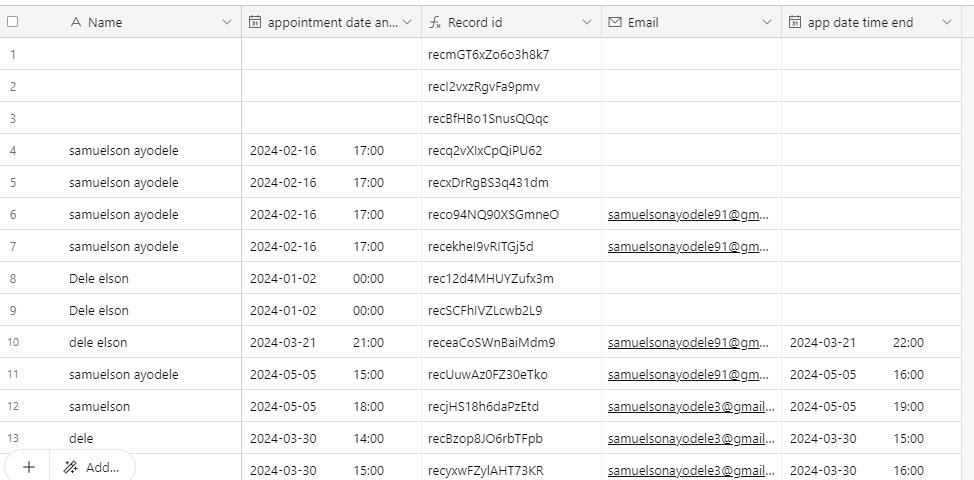 Name appointment date an... Record id Email app date time end
1 recmGT6xZo6o3h8k7
2 recI2vxzRgvFa9pmv
3 recBfHBo1SnusQQqc
4 samuelson ayodele 2024-02-16 17:00 recq2vXIxCpQiPU62
5 samuelson ayodele 2024-02-16 17:00 recxDrRgBS3q431dm
6 samuelson ayodele 2024-02-16 17:00 reco94NQ90XSGmneO samuelsonayodele91@gm...
7 samuelson ayodele 2024-02-16 17:00 recekheI9vRITGj5d samuelsonayodele91@gm...
8 Dele elson 2024-01-02 00:00 rec12d4MHUYZufx3m
9 Dele elson 2024-01-02 00:00 recSCFhIVZLcwb2L9
10 dele elson 2024-03-21 21:00 receaCoSWnBaiMdm9 samuelsonayodele91@gm... 2024-03-21 22:00
11 samuelson ayodele 2024-05-05 15:00 recUuwAz0FZ30eTko samuelsonayodele91@gm... 2024-05-05 16:00
12 samuelson 2024-05-05 18:00 recjHS18h6daPzEtd samuelsonayodele3@gmail... 2024-05-05 19:00
13 dele 2024-03-30 14:00 recBzop8JO6rbTFpb samuelsonayodele3@gmail... 2024-03-30 15:00
Add... 2024-03-30 15:00 recyxwFZylAHT73KR samuelsonayodele3@gmail... 2024-03-30 16:00